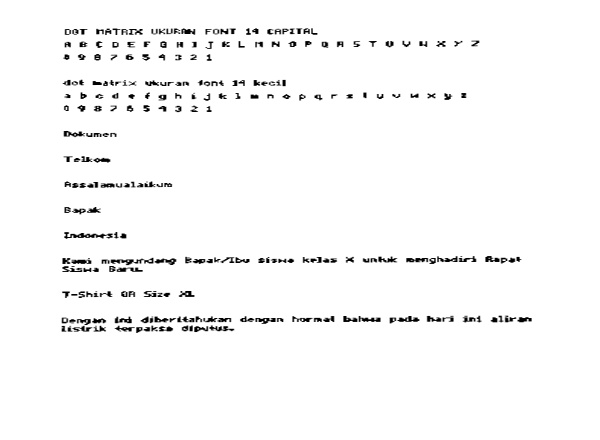 DOT MATRIX UKURAN FONT 14 CAPITAL
A B C D E F G H I J K L M N O P Q R S T U V W X Y Z
0 9 8 7 6 5 4 3 2 1
dot matrix ukuran font 14 kecil
a b c d e f g h i j k l m n o p q r s t u v w x y z
0 9 8 7 6 5 4 3 2 1
Dokumen
Telkom
Assalamualaikum
Bapak
Indonesia
Kami mengundang Bapak/Ibu siswa kelas X untuk menghadiri Rapat
Siswa Baru.
T-Shirt OR Size XL
Dengan ini diberitahukan dengan hormat bahwa pada hari ini aliran
listrik terpaksa diputus.